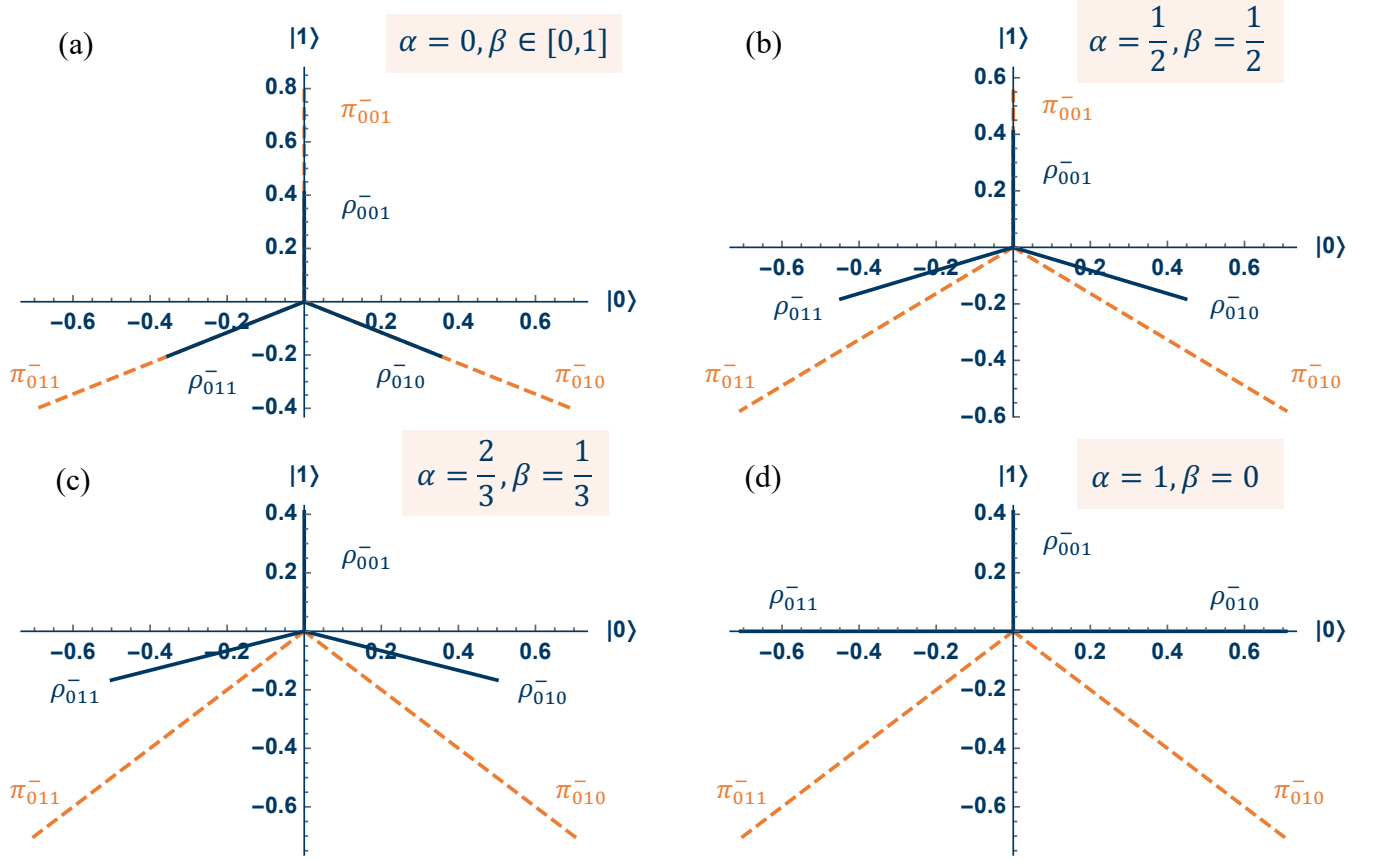 (a)
|1⟩
α = 0, β ∈ [0,1]
0.8
π⁻₀₀₁
0.6
0.4
ρ⁻₀₀₁
0.2
|0⟩
−0.6 −0.4 −0.2 0.2 0.4 0.6
−0.2
π⁻₀₁₁ ρ⁻₀₁₁ ρ⁻₀₁₀ π⁻₀₁₀
−0.4
(b)
|1⟩
α = 1/2, β = 1/2
0.6
π⁻₀₀₁
0.4
ρ⁻₀₀₁
0.2
|0⟩
−0.6 −0.4 −0.2 0.2 0.4 0.6
−0.2
ρ⁻₀₁₁ ρ⁻₀₁₀
−0.4
π⁻₀₁₁ π⁻₀₁₀
−0.6
(c)
|1⟩
α = 2/3, β = 1/3
0.4
ρ⁻₀₀₁
0.2
|0⟩
−0.6 −0.4 −0.2 0.2 0.4 0.6
ρ⁻₀₁₁ ρ⁻₀₁₀
−0.2
−0.4
π⁻₀₁₁ π⁻₀₁₀
−0.6
(d)
|1⟩
α = 1, β = 0
0.4
ρ⁻₀₀₁
0.2
ρ⁻₀₁₁ ρ⁻₀₁₀
|0⟩
−0.6 −0.4 −0.2 0.2 0.4 0.6
−0.2
−0.4
π⁻₀₁₁ π⁻₀₁₀
−0.6